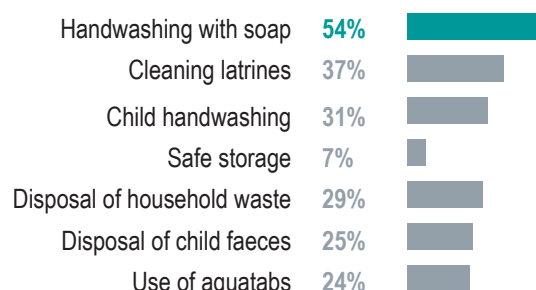 Handwashing with soap 54%
Cleaning latrines 37%
Child handwashing 31%
Safe storage 7%
Disposal of household waste 29%
Disposal of child faeces 25%
Use of aquatabs 24%